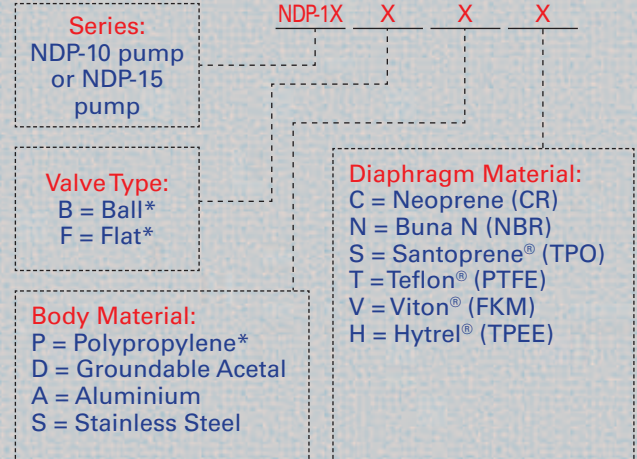 NDP-1X X X X
Series:
NDP-10 pump
or NDP-15
pump
Valve Type:
B = Ball*
F = Flat*
Body Material:
P = Polypropylene*
D = Groundable Acetal
A = Aluminium
S = Stainless Steel
Diaphragm Material:
C = Neoprene (CR)
N = Buna N (NBR)
S = Santoprene® (TPO)
T = Teflon® (PTFE)
V = Viton® (FKM)
H = Hytrel® (TPEE)